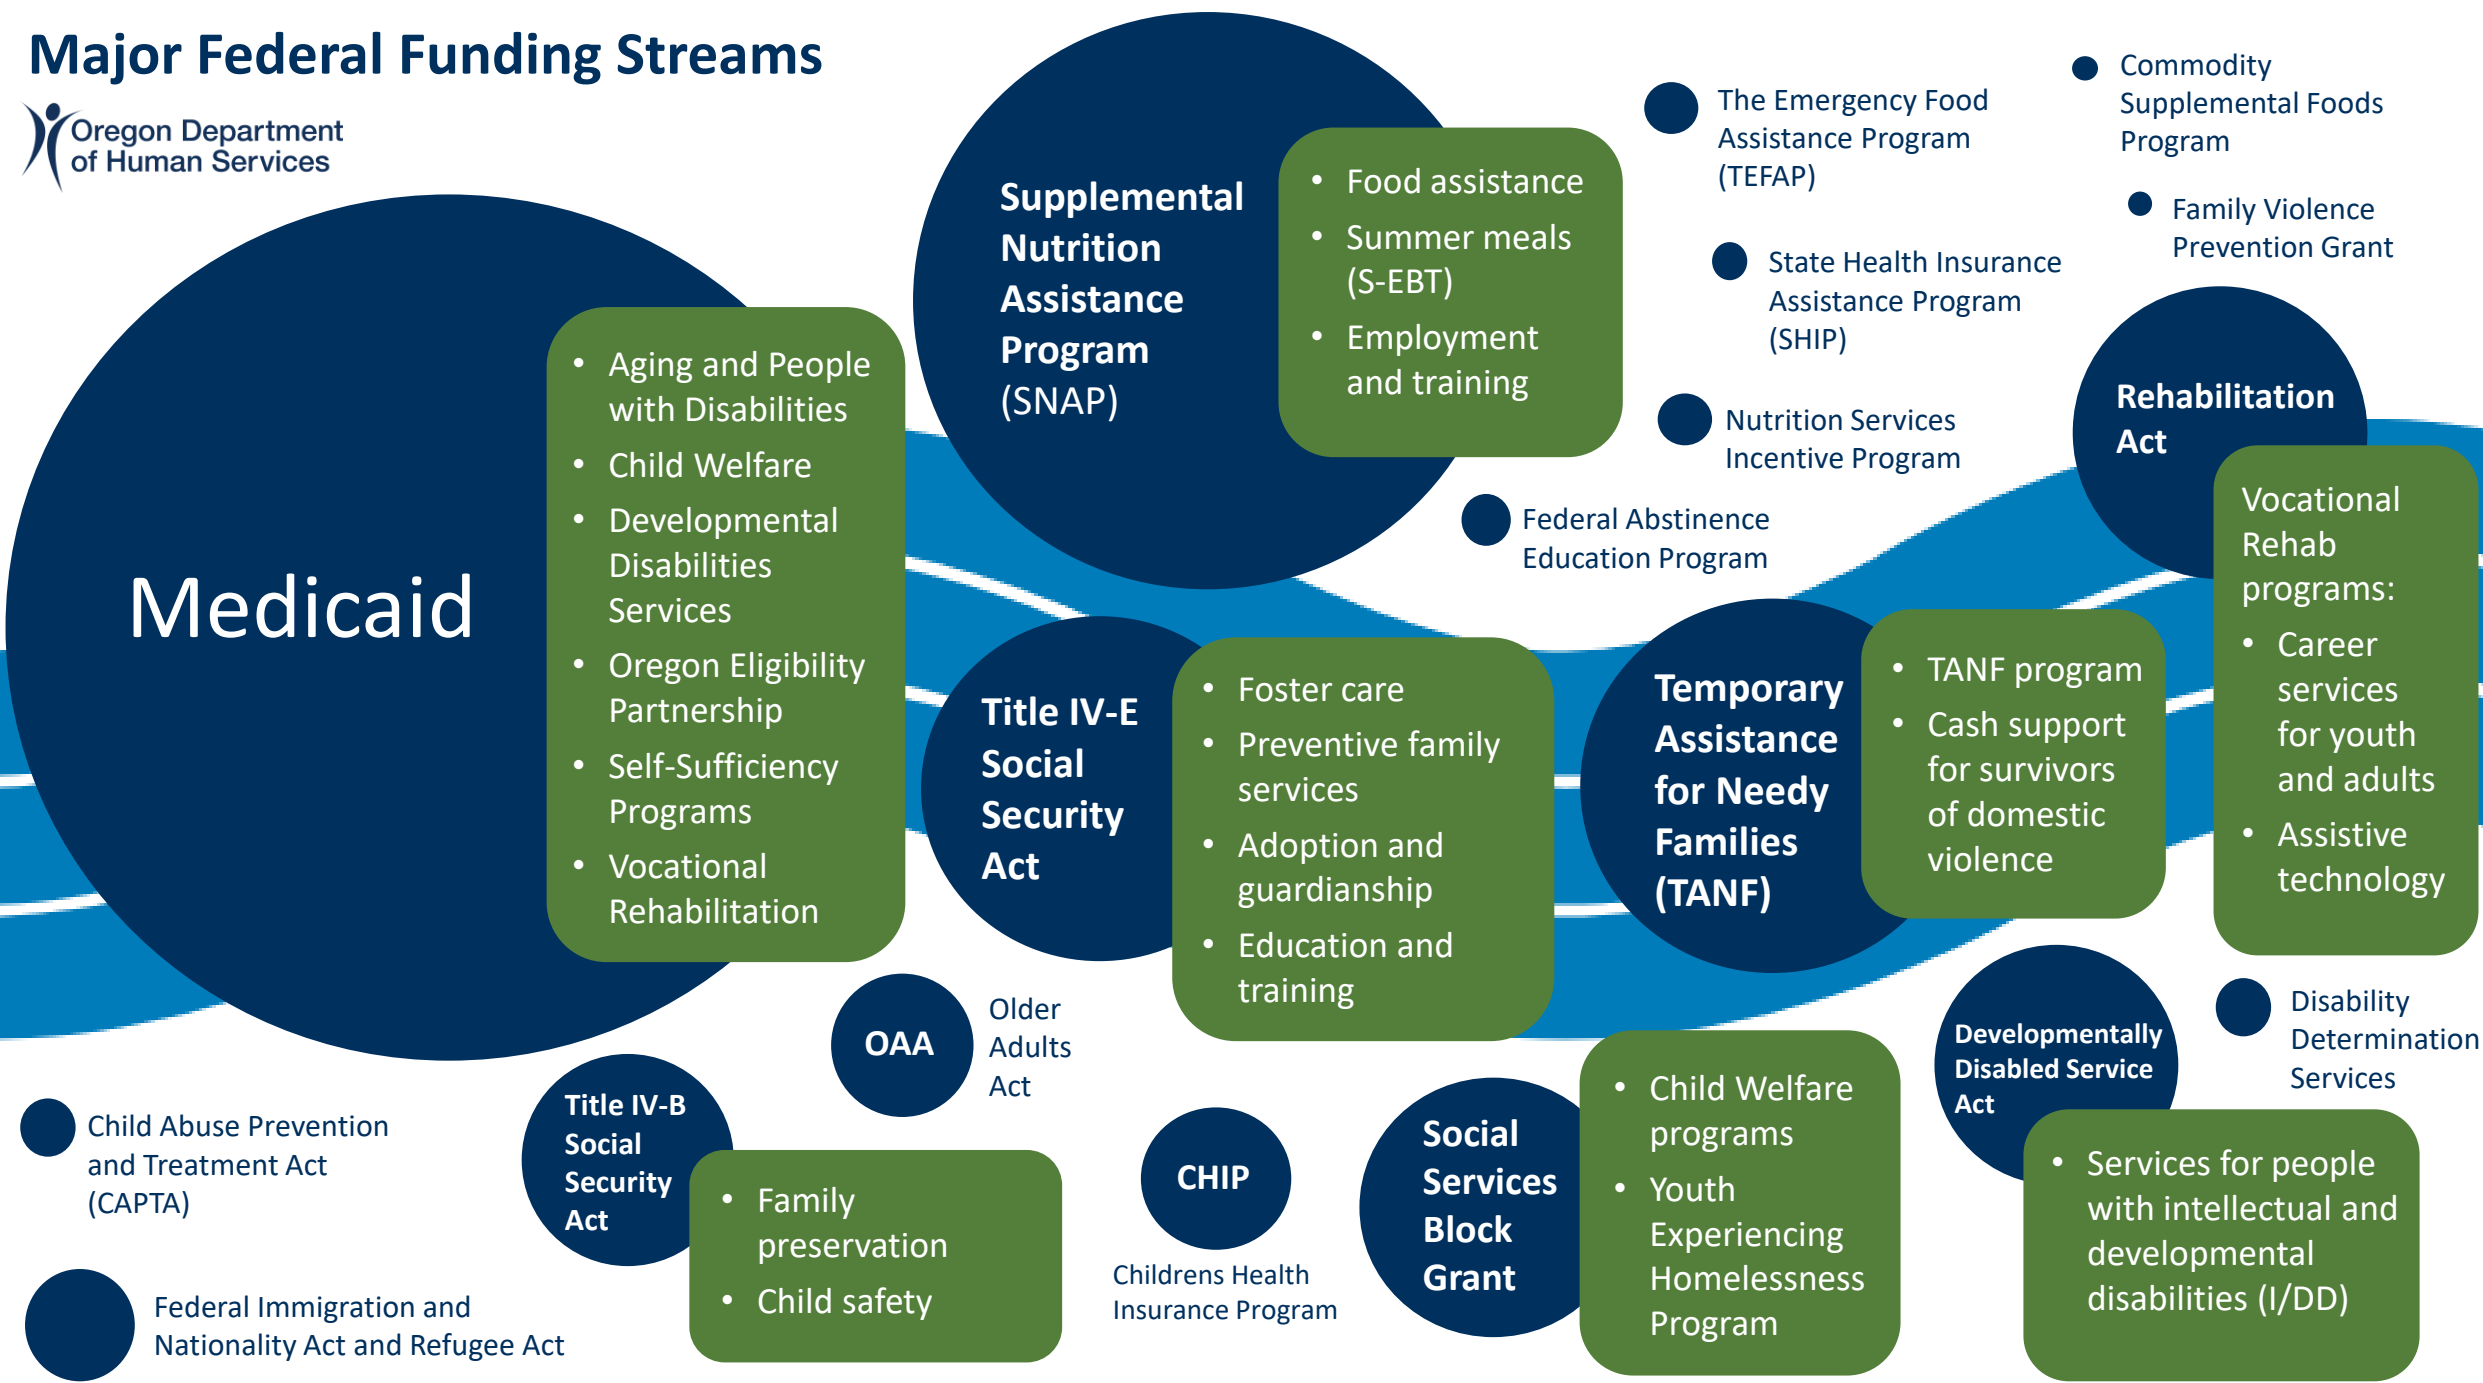 Major Federal Funding Streams
Oregon Department
of Human Services
Medicaid
• Aging and People
with Disabilities
• Child Welfare
• Developmental
Disabilities
Services
• Oregon Eligibility
Partnership
• Self-Sufficiency
Programs
• Vocational
Rehabilitation
Supplemental
Nutrition
Assistance
Program
(SNAP)
• Food assistance
• Summer meals
(S-EBT)
• Employment
and training
The Emergency Food
Assistance Program
(TEFAP)
Commodity
Supplemental Foods
Program
Family Violence
Prevention Grant
State Health Insurance
Assistance Program
(SHIP)
Nutrition Services
Incentive Program
Federal Abstinence
Education Program
Rehabilitation
Act
Vocational
Rehab
programs:
• Career
services
for youth
and adults
• Assistive
technology
Title IV-E
Social
Security
Act
• Foster care
• Preventive family
services
• Adoption and
guardianship
• Education and
training
Temporary
Assistance
for Needy
Families
(TANF)
• TANF program
• Cash support
for survivors
of domestic
violence
OAA
Older
Adults
Act
Developmentally
Disabled Service
Act
• Services for people
with intellectual and
developmental
disabilities (I/DD)
Disability
Determination
Services
Child Abuse Prevention
and Treatment Act
(CAPTA)
Title IV-B
Social
Security
Act
• Family
preservation
• Child safety
CHIP
Childrens Health
Insurance Program
Social
Services
Block
Grant
• Child Welfare
programs
• Youth
Experiencing
Homelessness
Program
Federal Immigration and
Nationality Act and Refugee Act